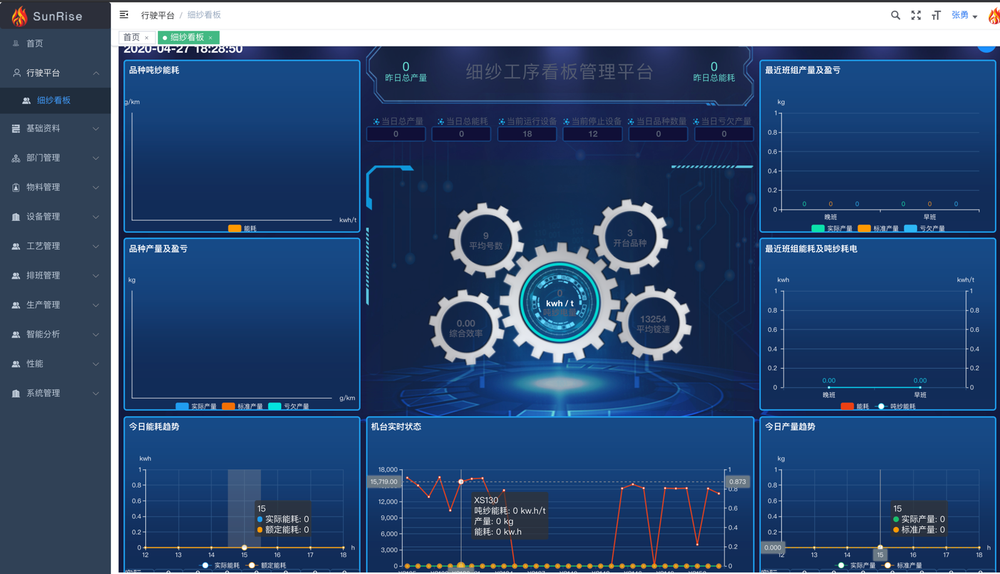 SunRise
行驶平台 / 细纱看板
张勇
首页 ×
细纱看板 ×
首页
行驶平台
细纱看板
基础资料
部门管理
物料管理
设备管理
工艺管理
排班管理
生产管理
智能分析
性能
系统管理
2020-04-27 18:28:50
品种吨纱能耗
g/km
kwh/t
能耗
品种产量及盈亏
kg
g/km
实际产量 标准产量 亏欠产量
今日能耗趋势
kwh
1
0.8
0.6
0.4
0.2
0
12 13 14 15 16 17 18 h
15
实际能耗: 0
额定能耗: 0
实际能耗 额定能耗
0
昨日总产量
细纱工序看板管理平台
0
昨日总能耗
当日总产量 当日总能耗 当前运行设备 当前停止设备 当日品种数量 当日亏欠产量
0 0 18 12 0 0
9
平均号数
3
开台品种
0
kwh / t
吨纱电量
0.00
综合效率
13254
平均锭速
机台实时状态
18,000
15,719.00
12,000
9,000
6,000
3,000
0
1
0.873
0.8
0.6
0.4
0.2
0
XS130
吨纱能耗: 0 kw.h/t
产量: 0 kg
能耗: 0 kw.h
最近班组产量及盈亏
kg
1
0.8
0.6
0.4
0.2
0
0 0 0 0 0 0
晚班 早班
实际产量 标准产量 亏欠产量
最近班组能耗及吨纱耗电
kwh kwh/t
1 1
0.8 0.8
0.6 0.6
0.4 0.4
0.2 0.2
0 0
0.00 0.00
晚班 早班
能耗 吨纱能耗
今日产量趋势
kg
1
0.8
0.6
0.4
0.2
0.000
12 13 14 15 16 17 18 h
15
实际产量: 0
标准产量: 0
实际产量 标准产量